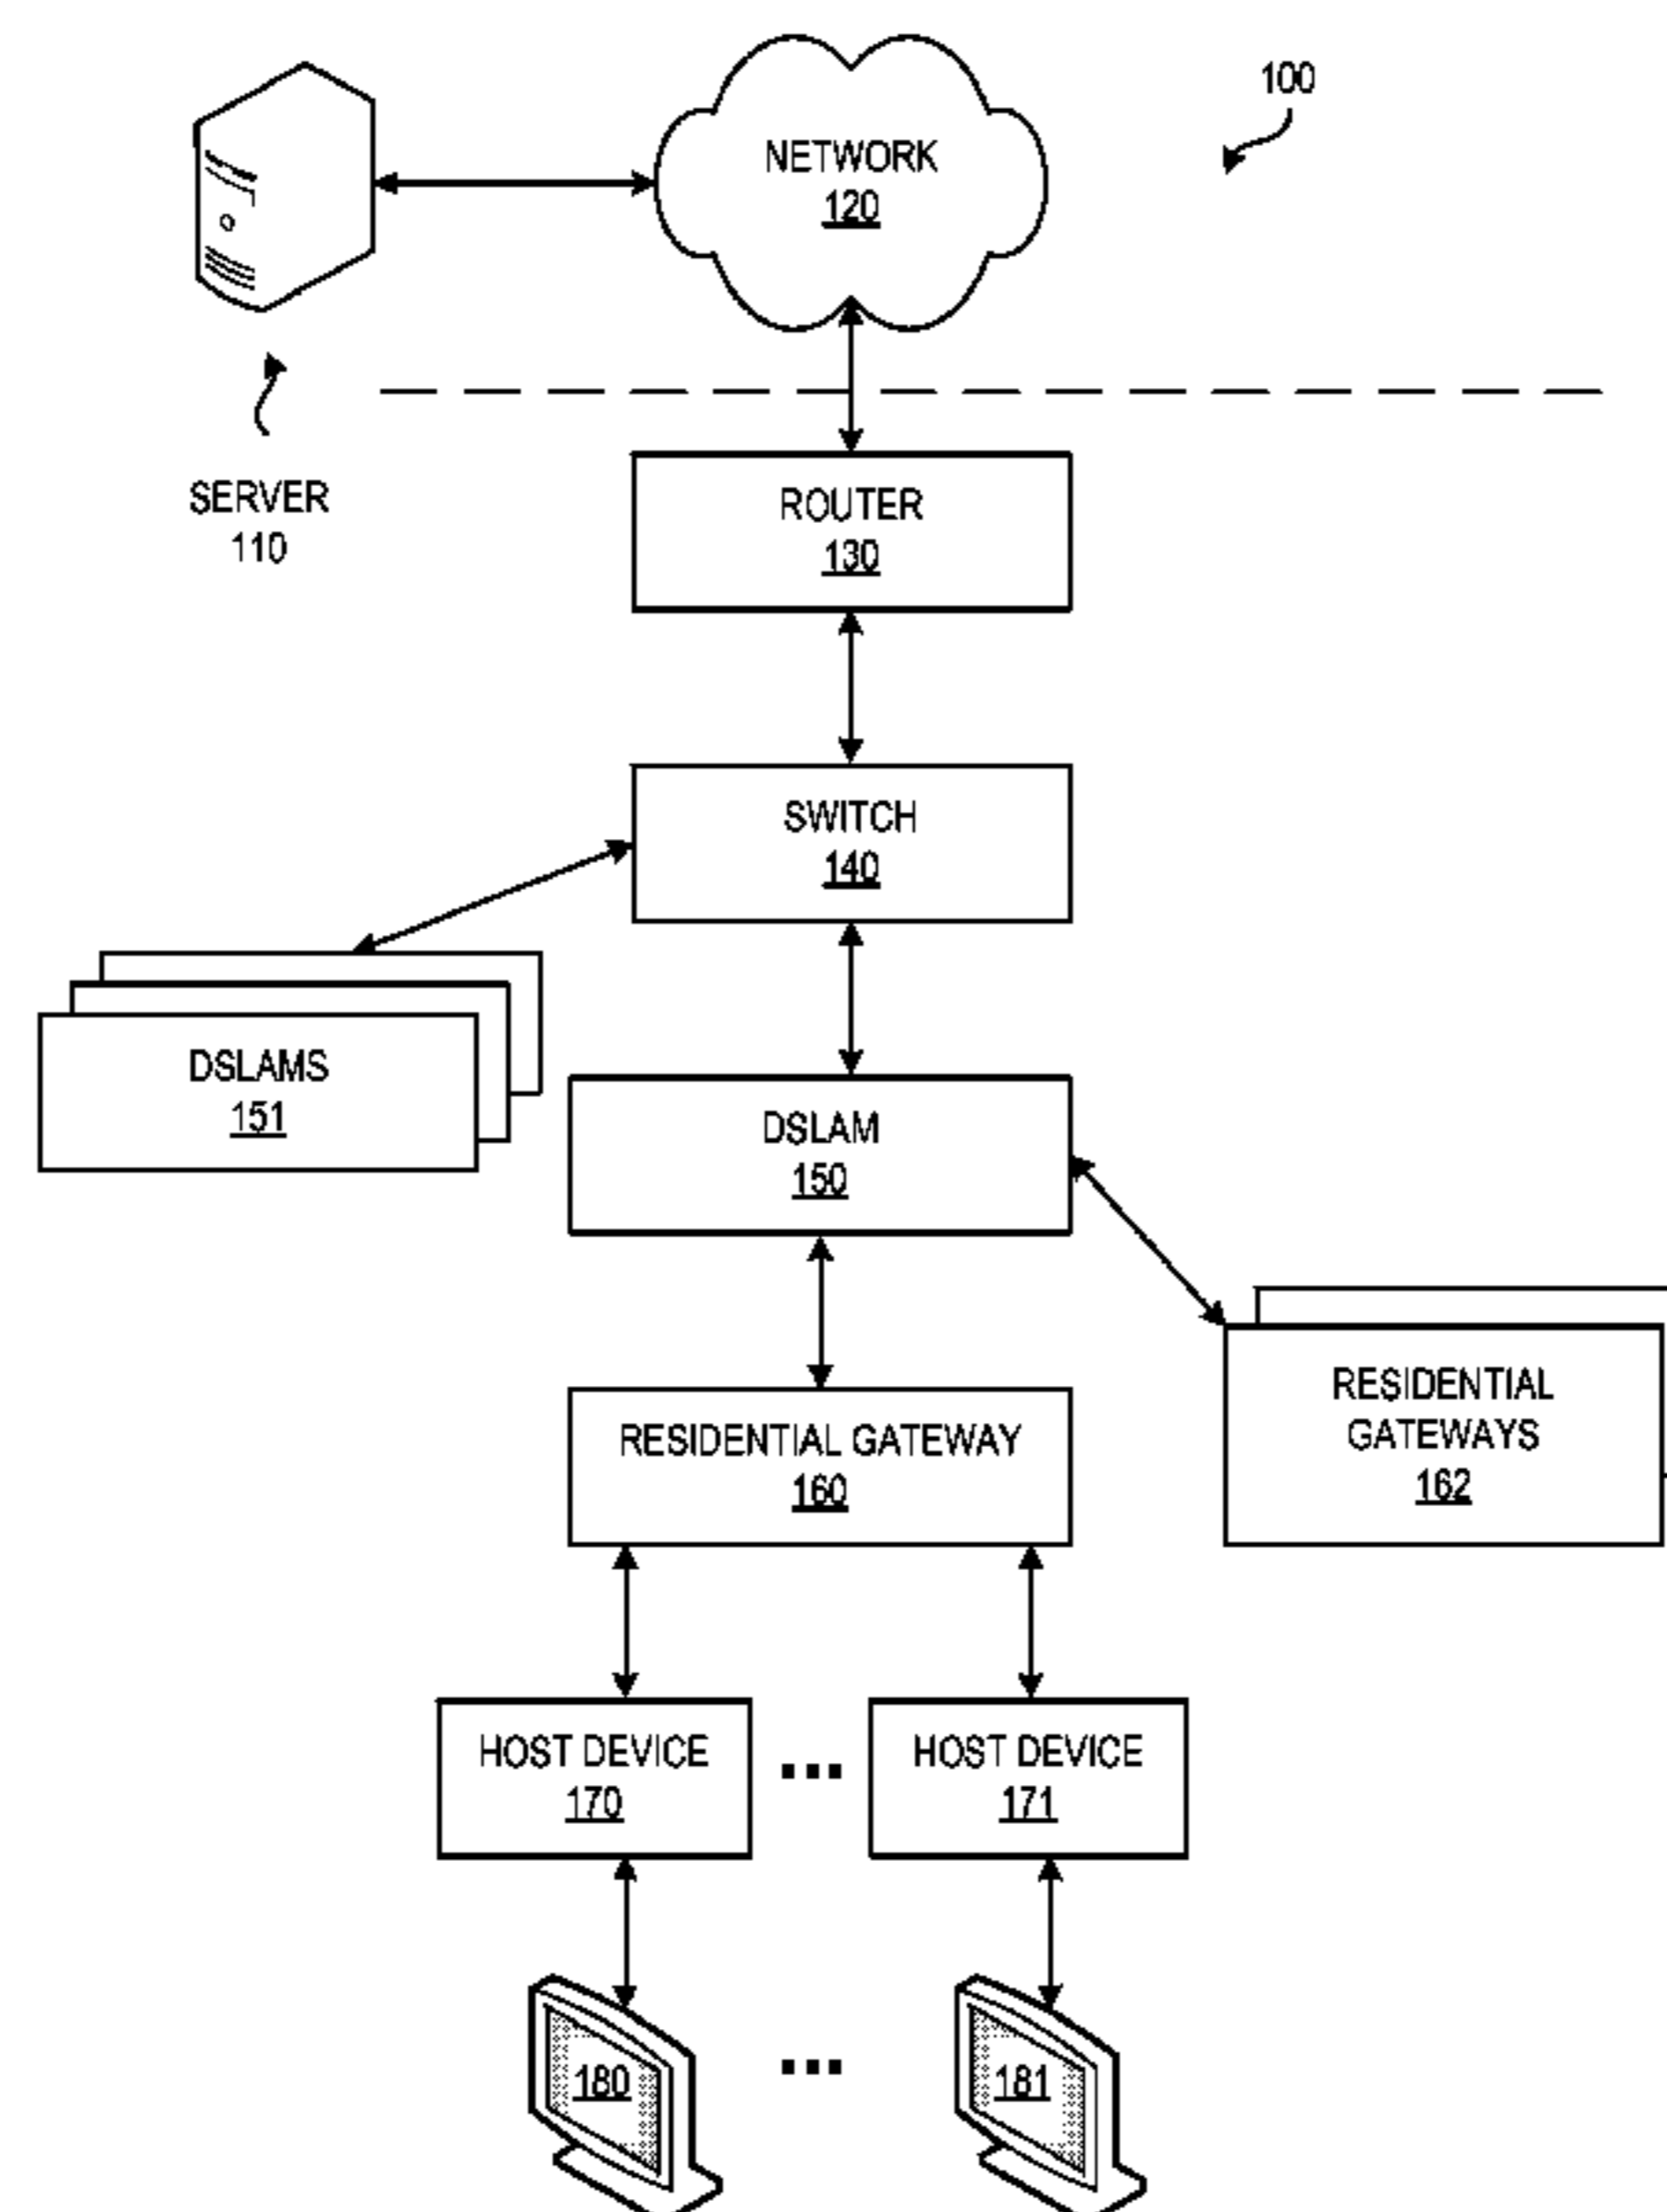 100
NETWORK
120
SERVER
110
ROUTER
130
SWITCH
140
DSLAMS
151
DSLAM
150
RESIDENTIAL
GATEWAYS
162
RESIDENTIAL GATEWAY
160
HOST DEVICE
170
HOST DEVICE
171
180
181